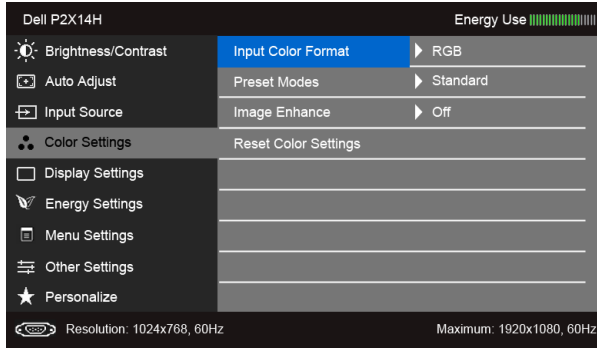 Dell P2X14H Energy Use
Brightness/Contrast Input Color Format RGB
Auto Adjust Preset Modes Standard
Input Source Image Enhance Off
Color Settings Reset Color Settings
Display Settings
Energy Settings
Menu Settings
Other Settings
Personalize
Resolution: 1024x768, 60Hz Maximum: 1920x1080, 60Hz